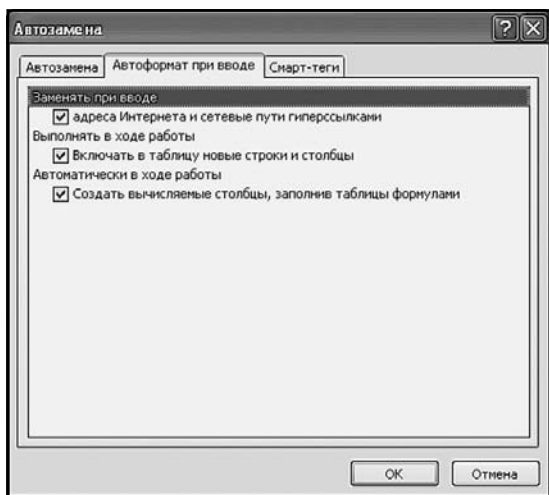 Автозамена
Автозамена Автоформат при вводе Смарт-теги
Заменять при вводе
адреса Интернета и сетевые пути гиперссылками
Выполнять в ходе работы
Включать в таблицу новые строки и столбцы
Автоматически в ходе работы
Создать вычисляемые столбцы, заполнив таблицы формулами
ОК Отмена